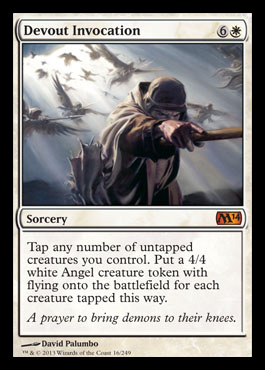 Devout Invocation 6
Sorcery M14
Tap any number of untapped
creatures you control. Put a 4/4
white Angel creature token with
flying onto the battlefield for each
creature tapped this way.
A prayer to bring demons to their knees.
David Palumbo
™ & © 2013 Wizards of the Coast 16/249